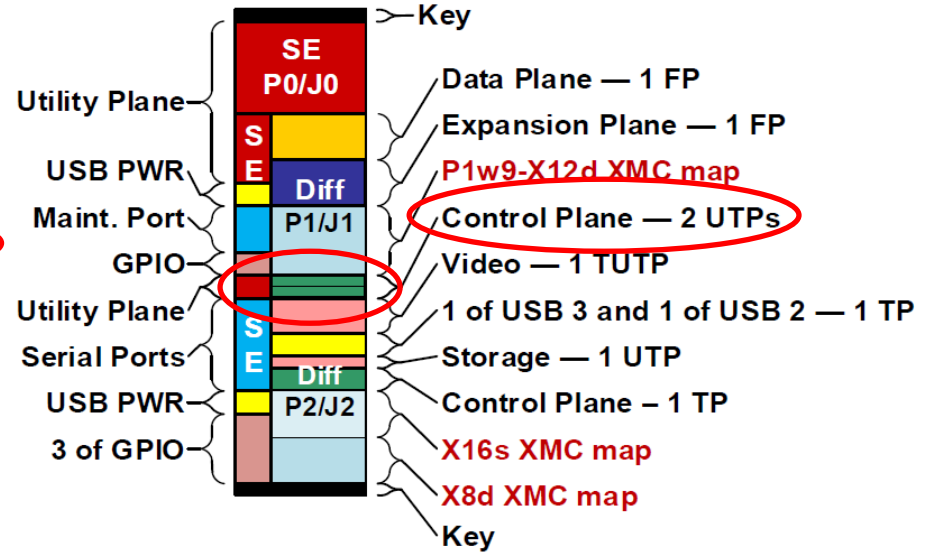 Key
SE
P0/J0
Utility Plane
Data Plane — 1 FP
Expansion Plane — 1 FP
S
E
USB PWR
Diff
P1w9-X12d XMC map
Maint. Port
P1/J1
Control Plane — 2 UTPs
GPIO
Video — 1 TUTP
Utility Plane
1 of USB 3 and 1 of USB 2 — 1 TP
S
E
Serial Ports
Storage — 1 UTP
Diff
USB PWR
P2/J2
Control Plane – 1 TP
3 of GPIO
X16s XMC map
X8d XMC map
Key